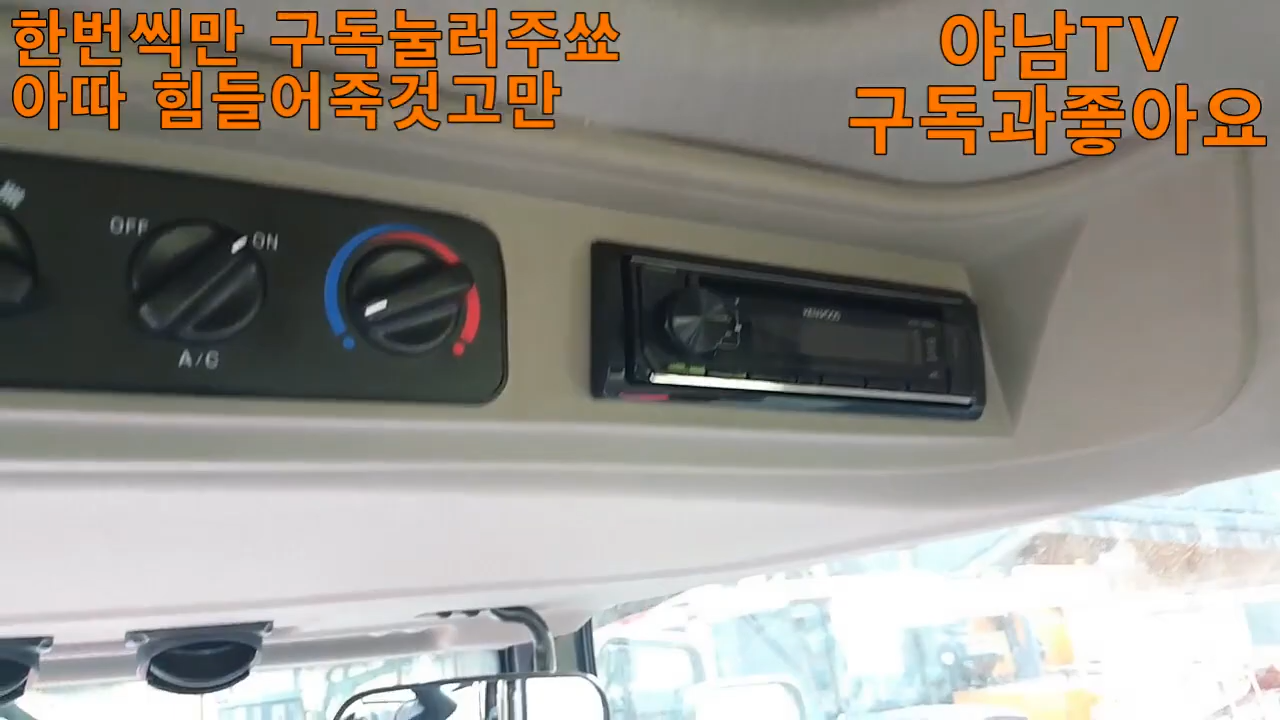 한번씩만 구독눌러주쑈
아따 힘들어죽것고만
야남TV
구독과좋아요
OFF
ON
A/C
KENWOOD